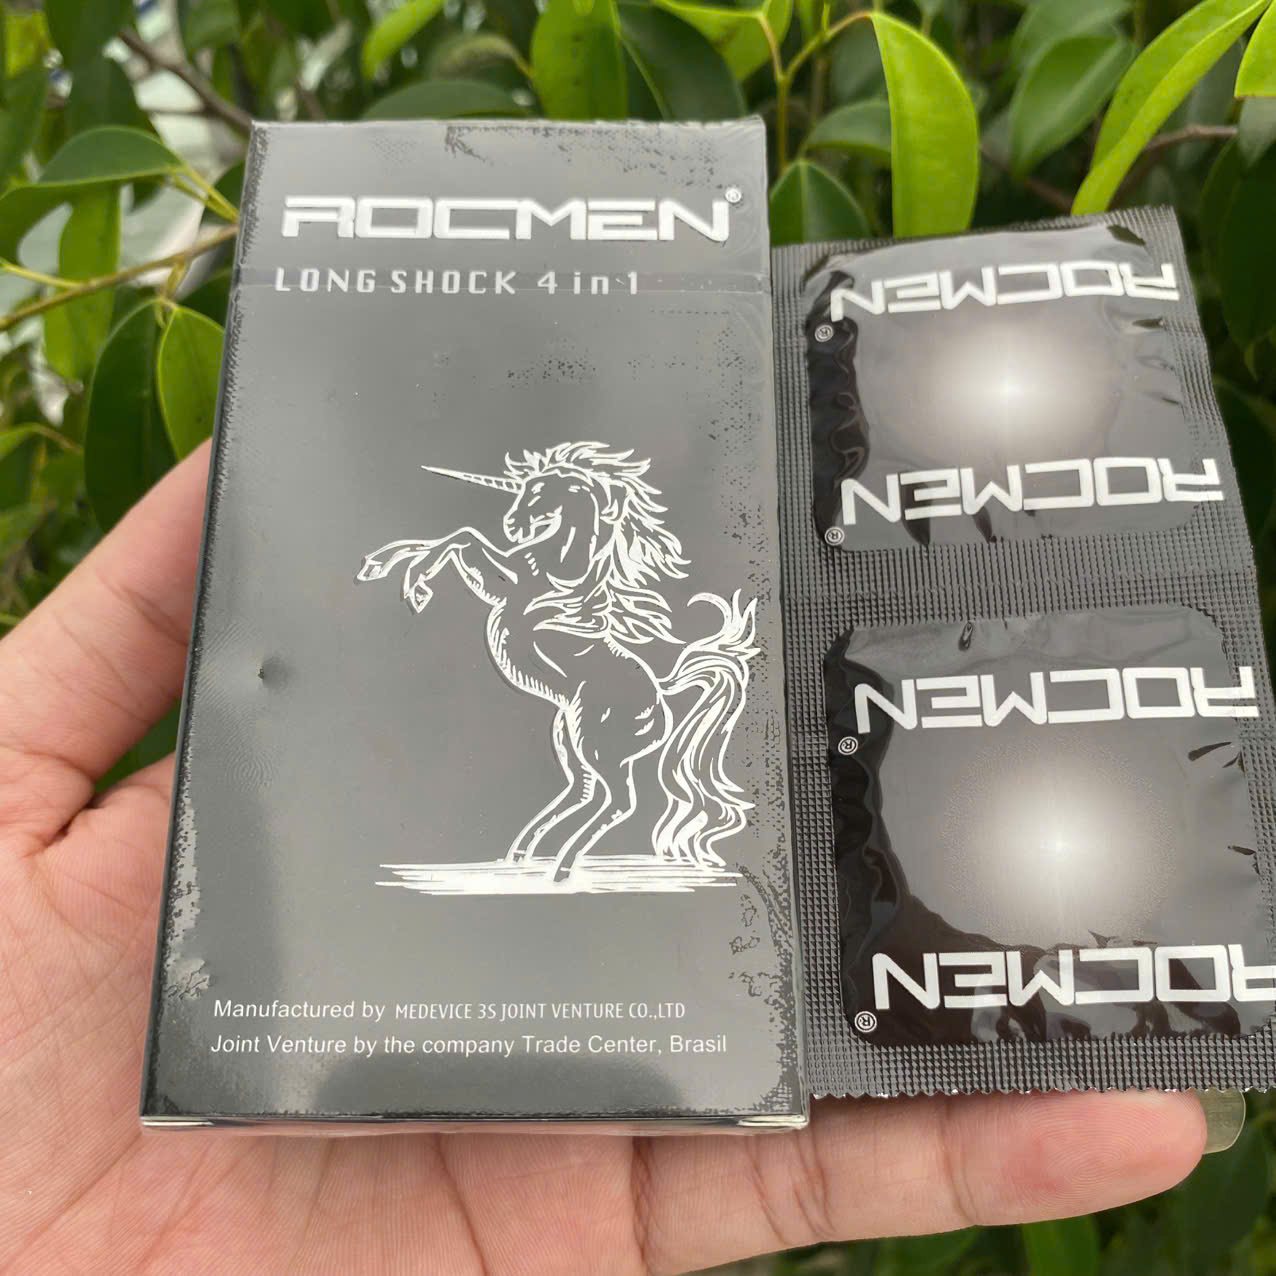 ROCMEN®
LONG SHOCK 4 in 1
Manufactured by MEDEVICE 3S JOINT VENTURE CO.,LTD
Joint Venture by the company Trade Center, Brasil
ROCMEN®
ROCMEN®
ROCMEN®
ROCMEN®